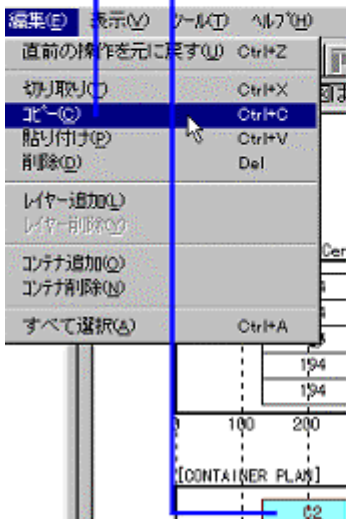 編集(E) 表示(V) ツール(T) ヘルプ(H)
直前の操作を元に戻す(U) Ctrl+Z
切り取り(T) Ctrl+X
コピー(C) Ctrl+C
貼り付け(P) Ctrl+V
削除(D) Del
レイヤー追加(L)
レイヤー削除(Y)
コンテナ追加(O)
コンテナ削除(N)
すべて選択(A) Ctrl+A
194
194
0 100 200
[CONTAINER PLAN]
C2